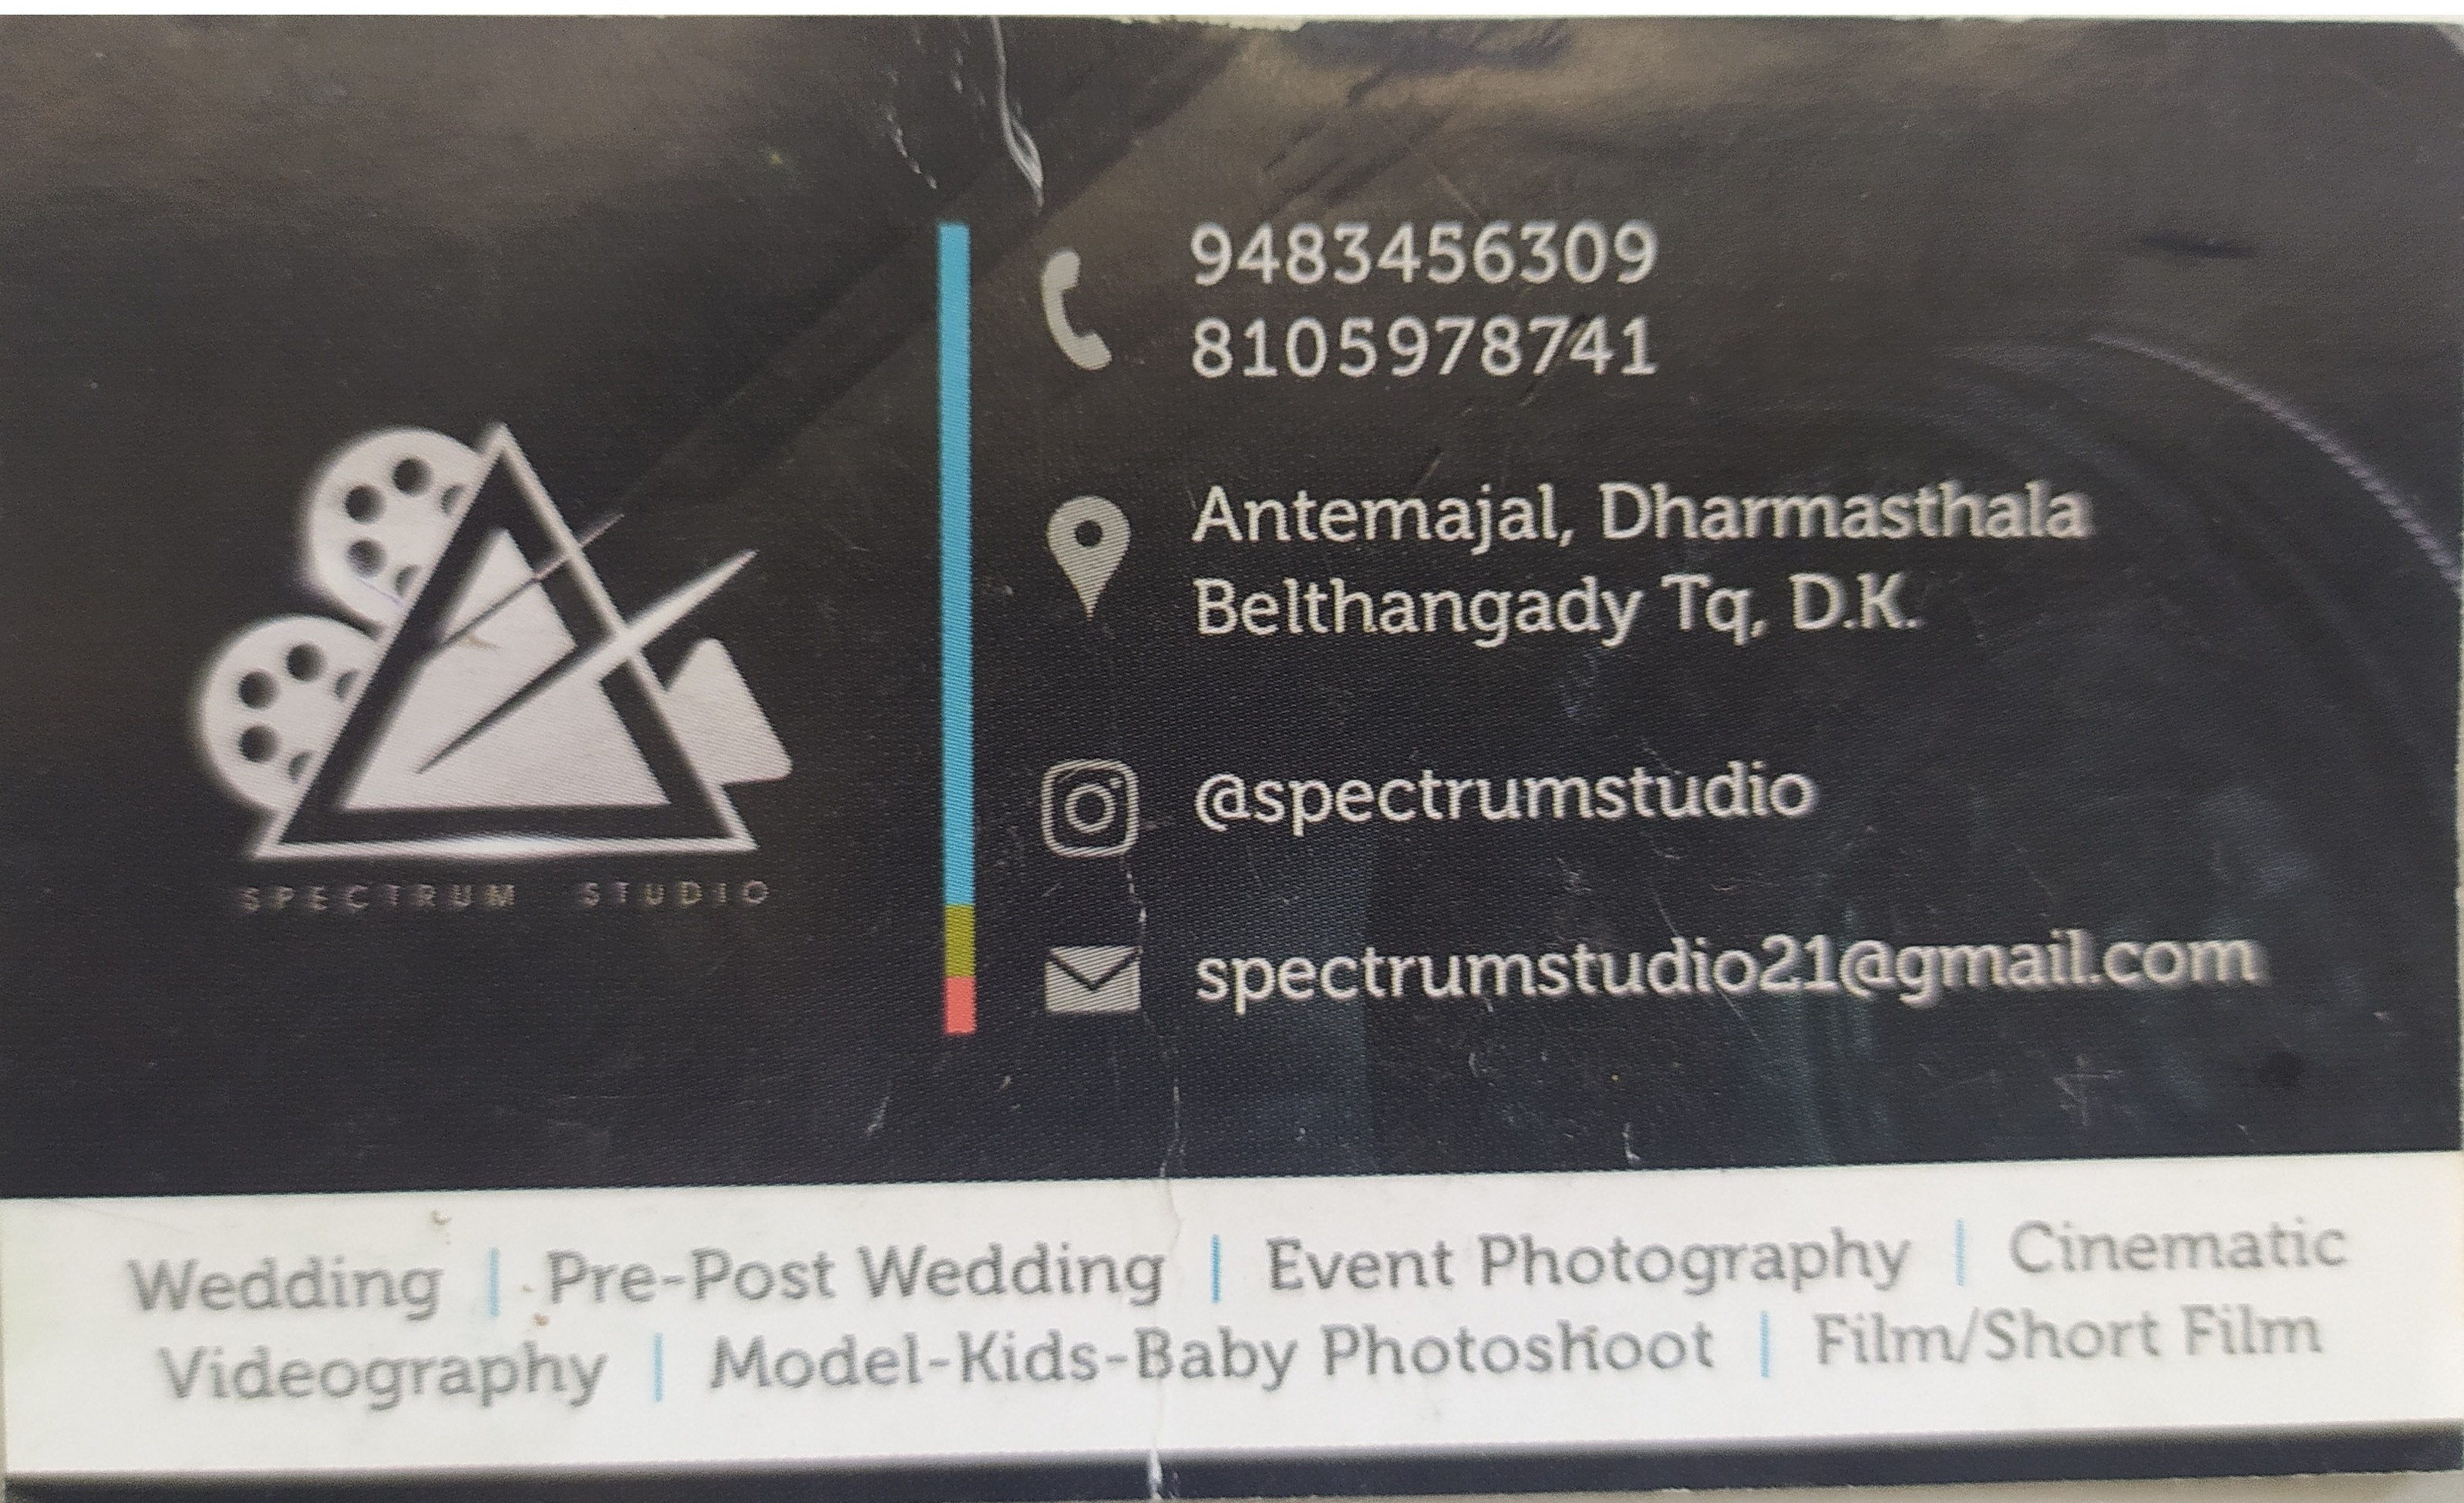 SPECTRUM STUDIO
9483456309
8105978741
Antemajal, Dharmasthala
Belthangady Tq, D.K.
@spectrumstudio
spectrumstudio21@gmail.com
Wedding | Pre-Post Wedding | Event Photography | Cinematic
Videography | Model-Kids-Baby Photoshoot | Film/Short Film